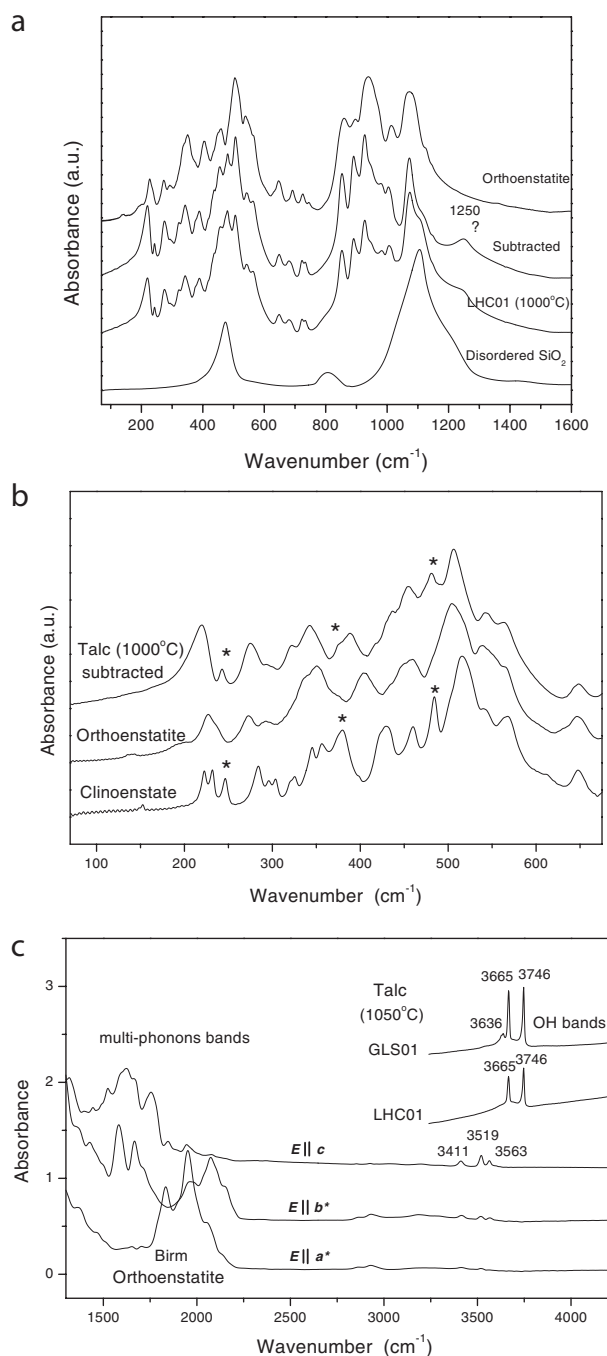 a
Absorbance (a.u.)
Orthoenstatite
1250
?
Subtracted
LHC01 (1000°C)
Disordered SiO₂
200 400 600 800 1000 1200 1400 1600
Wavenumber (cm⁻¹)
b
Absorbance (a.u.)
*
*
*
Talc (1000°C)
subtracted
Orthoenstatite
*
*
*
Clinoenstate
100 200 300 400 500 600
Wavenumber (cm⁻¹)
c
Absorbance
3
2
1
0
multi-phonons bands
Talc
(1050°C)
3665 3746
3636
OH bands
GLS01
3665 3746
LHC01
E || c
3519
3411 3563
E || b*
E || a*
Birm
Orthoenstatite
1500 2000 2500 3000 3500 4000
Wavenumber (cm⁻¹)